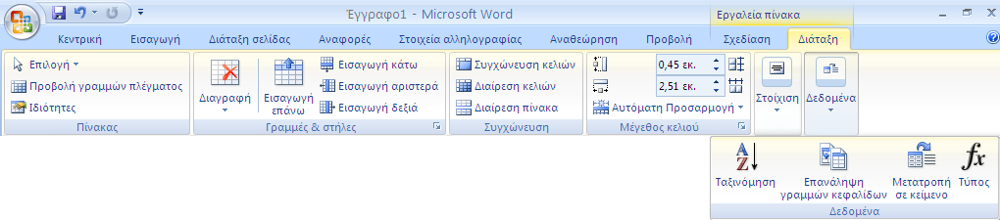 Έγγραφο1 - Microsoft Word
Εργαλεία πίνακα
Κεντρική Εισαγωγή Διάταξη σελίδας Αναφορές Στοιχεία αλληλογραφίας Αναθεώρηση Προβολή Σχεδίαση Διάταξη
Επιλογή
Προβολή γραμμών πλέγματος
Ιδιότητες
Πίνακας
Διαγραφή
Εισαγωγή
επάνω
Εισαγωγή κάτω
Εισαγωγή αριστερά
Εισαγωγή δεξιά
Γραμμές & στήλες
Συγχώνευση κελιών
Διαίρεση κελιών
Διαίρεση πίνακα
Συγχώνευση
0,45 εκ.
2,51 εκ.
Αυτόματη Προσαρμογή
Μέγεθος κελιού
Στοίχιση
Δεδομένα
A
Z
Ταξινόμηση
Επανάληψη
γραμμών κεφαλίδων
Μετατροπή
σε κείμενο
fx
Τύπος
Δεδομένα